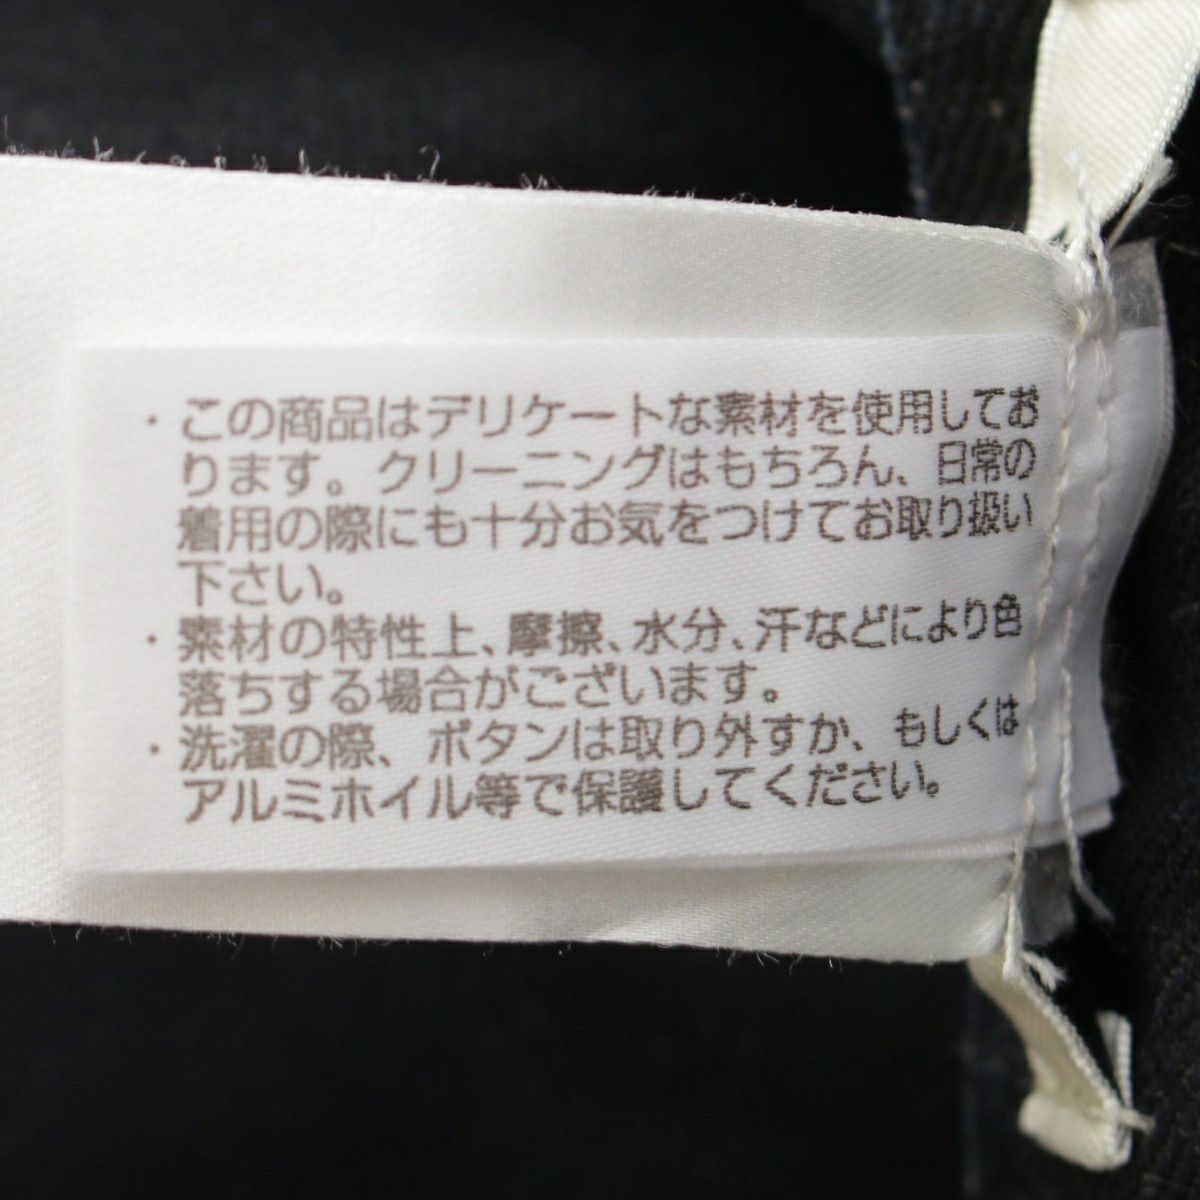 ・この商品はデリケートな素材を使用してお
ります。クリーニングはもちろん、日常の
着用の際にも十分お気をつけてお取り扱い
下さい。
・素材の特性上、摩擦、水分、汗などにより色
落ちする場合がございます。
・洗濯の際、ボタンは取り外すか、もしくは
アルミホイル等で保護してください。